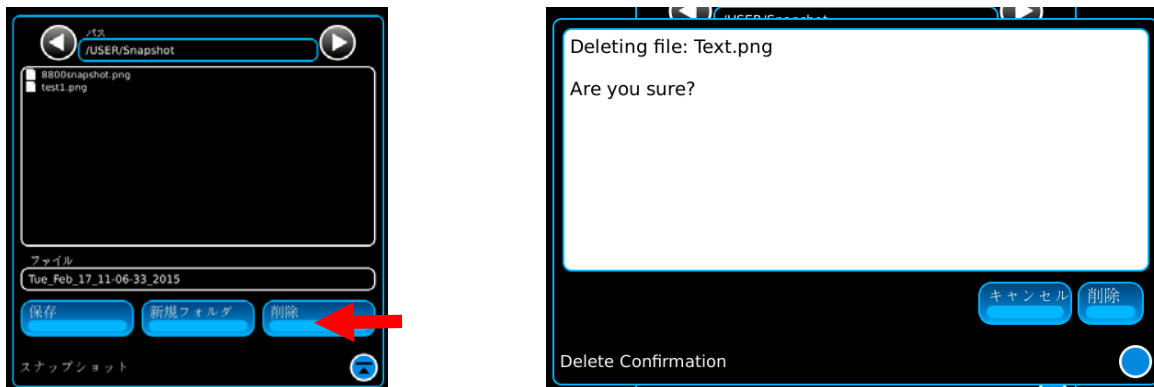 パス
/USER/Snapshot
8800snapshot.png
test1.png
ファイル
Tue_Feb_17_11-06-33_2015
保存
新規フォルダ
削除
スナップショット
/USER/Snapshot
Deleting file: Text.png
Are you sure?
キャンセル
削除
Delete Confirmation